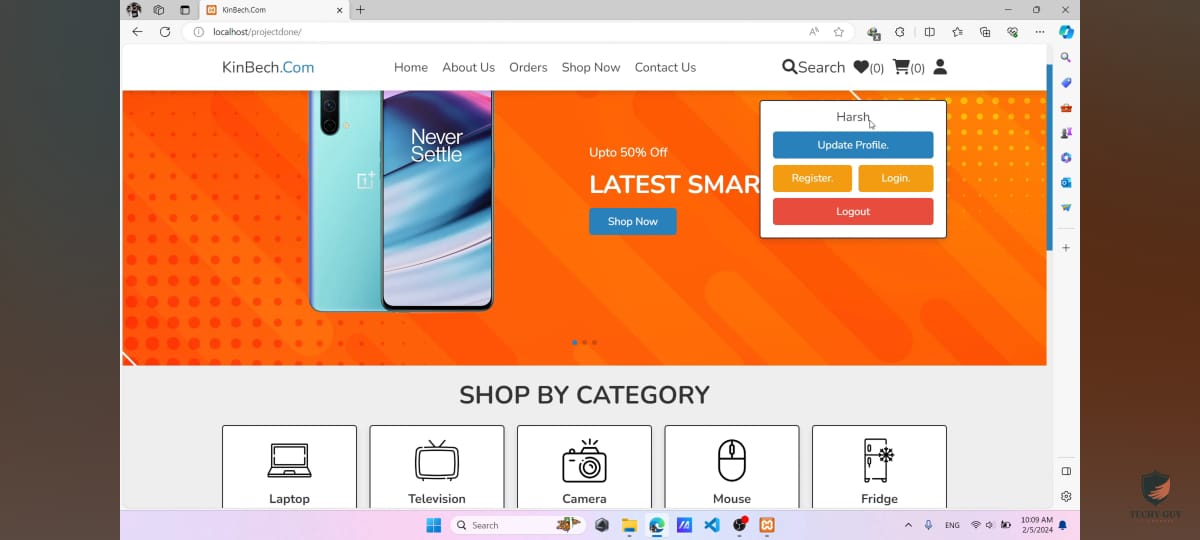 KinBech.Com
localhost/projectdone/
KinBech.Com
Home About Us Orders Shop Now Contact Us
Search (0) (0)
Harsh
Update Profile.
Register. Login.
Logout
Never
Settle
1+
Upto 50% Off
LATEST SMAR
Shop Now
SHOP BY CATEGORY
Laptop Television Camera Mouse Fridge
Search
ENG
10:09 AM
2/5/2024
TECHY GUY